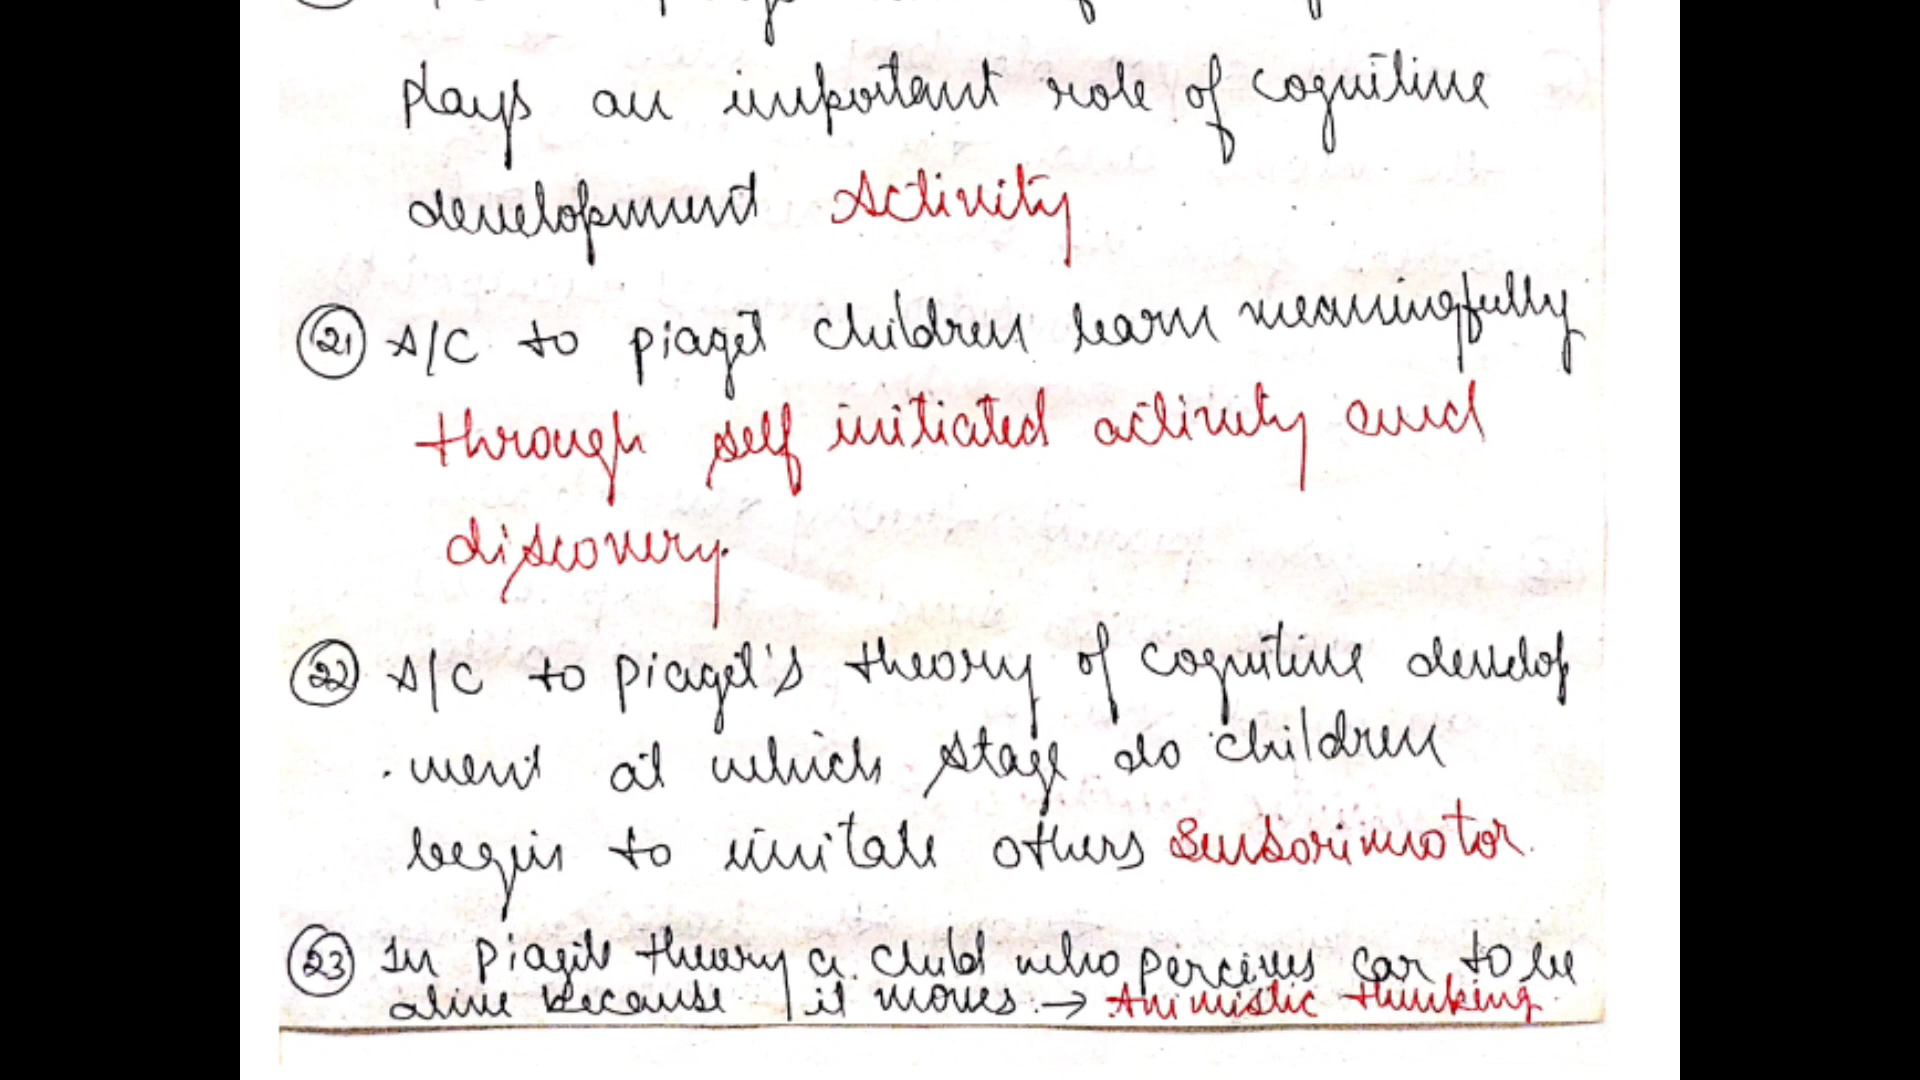 plays an important role of cognitive
development Activity
21 A/C to piaget children learn meaningfully
through self initiated activity and
discovery.
22 A/C to Piaget's theory of cognitive develop
-ment at which stage do children
begin to imitate others Sensorimotor.
23 In Piaget theory a child who percieves car to be
alive because it moves → Animistic thinking.